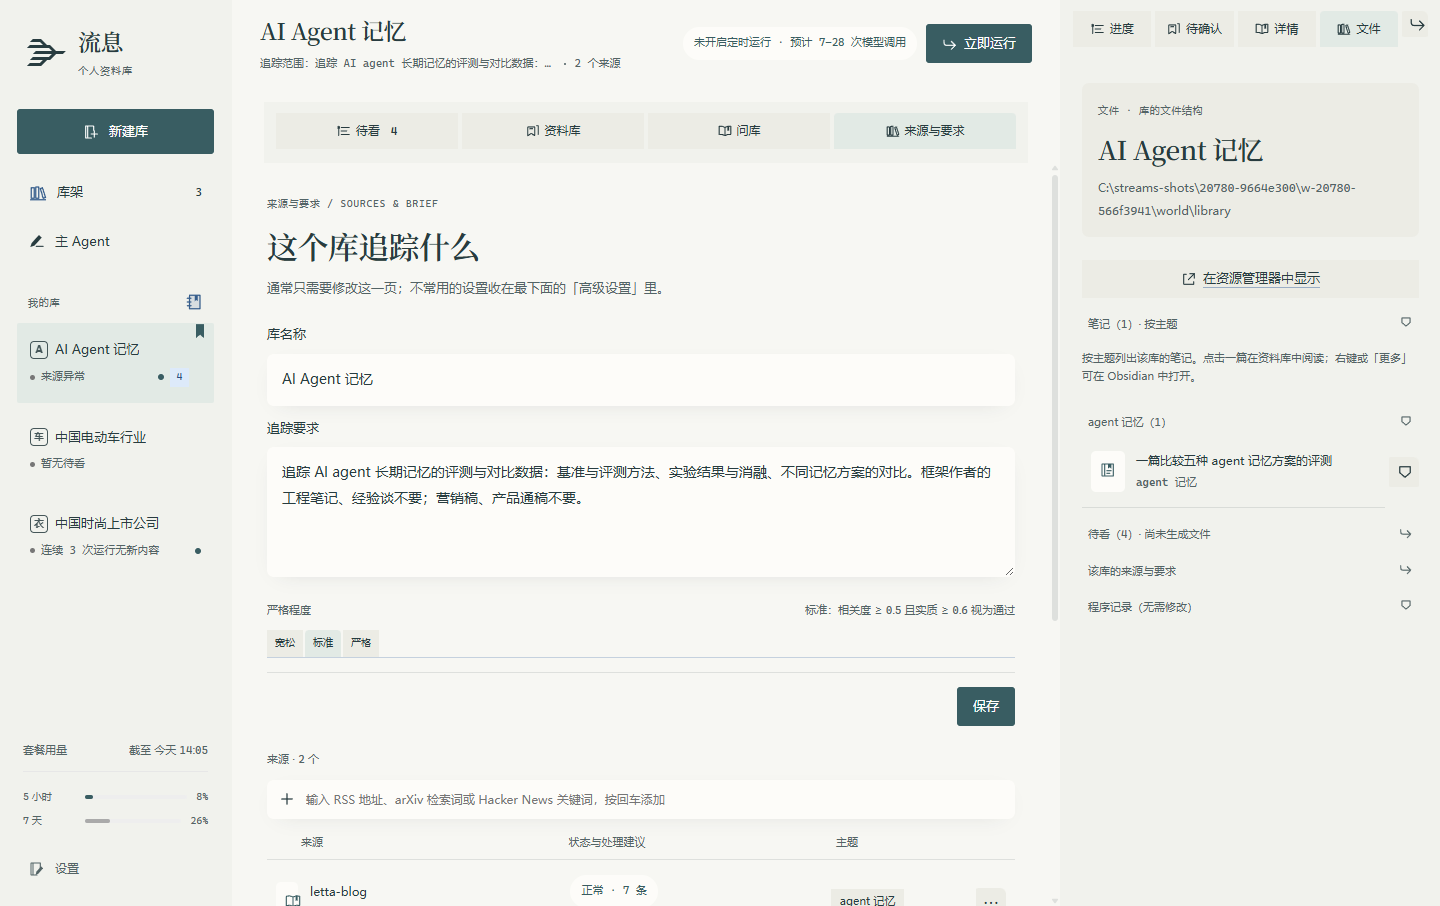 流息
个人资料库
新建库
库架 3
主 Agent
我的库
A AI Agent 记忆
来源异常 4
车 中国电动车行业
暂无待看
衣 中国时尚上市公司
连续 3 次运行无新内容
套餐用量 截至 今天 14:05
5 小时 8%
7 天 26%
设置
AI Agent 记忆
追踪范围：追踪 AI agent 长期记忆的评测与对比数据：… · 2 个来源
未开启定时运行 · 预计 7–28 次模型调用
立即运行
待看 4
资料库
问库
来源与要求
来源与要求 / SOURCES & BRIEF
这个库追踪什么
通常只需要修改这一页；不常用的设置收在最下面的「高级设置」里。
库名称
AI Agent 记忆
追踪要求
追踪 AI agent 长期记忆的评测与对比数据：基准与评测方法、实验结果与消融、不同记忆方案的对比。框架作者的
工程笔记、经验谈不要；营销稿、产品通稿不要。
严格程度 标准：相关度 ≥ 0.5 且实质 ≥ 0.6 视为通过
宽松 标准 严格
保存
来源 · 2 个
输入 RSS 地址、arXiv 检索词或 Hacker News 关键词，按回车添加
来源 状态与处理建议 主题
letta-blog 正常 · 7 条 agent 记忆 …
进度 待确认 详情 文件
文件 · 库的文件结构
AI Agent 记忆
C:\streams-shots\20780-9664e300\w-20780-
566f3941\world\library
在资源管理器中显示
笔记（1）· 按主题
按主题列出该库的笔记。点击一篇在资料库中阅读；右键或「更多」
可在 Obsidian 中打开。
agent 记忆（1）
一篇比较五种 agent 记忆方案的评测
agent 记忆
待看（4）· 尚未生成文件
该库的来源与要求
程序记录（无需修改）